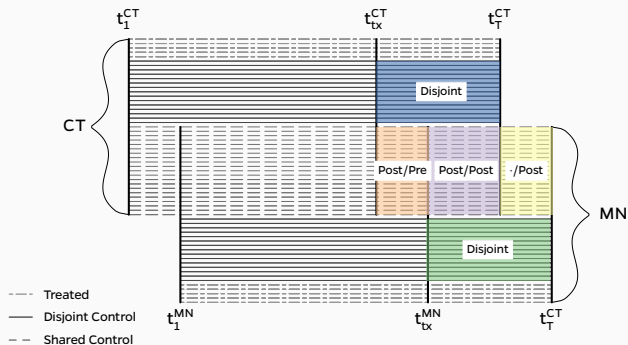 t₁^CT t_tx^CT t_T^CT
Disjoint
CT
Post/Pre Post/Post ·/Post
MN
Disjoint
Treated
Disjoint Control
Shared Control
t₁^MN t_tx^MN t_T^CT